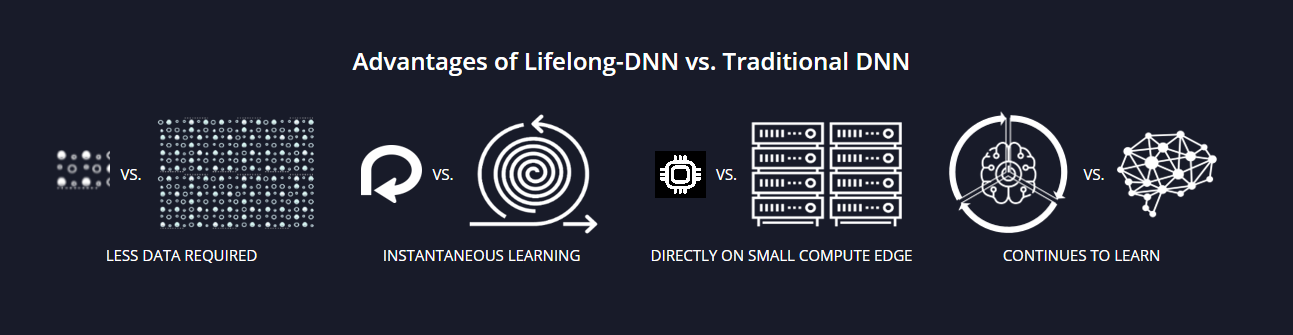 Advantages of Lifelong-DNN vs. Traditional DNN
vs.
vs.
vs.
vs.
LESS DATA REQUIRED
INSTANTANEOUS LEARNING
DIRECTLY ON SMALL COMPUTE EDGE
CONTINUES TO LEARN